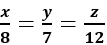 x/8 = y/7 = z/12